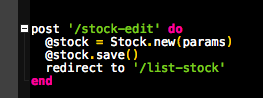 post '/stock-edit' do
@stock = Stock.new(params)
@stock.save()
redirect to '/list-stock'
end